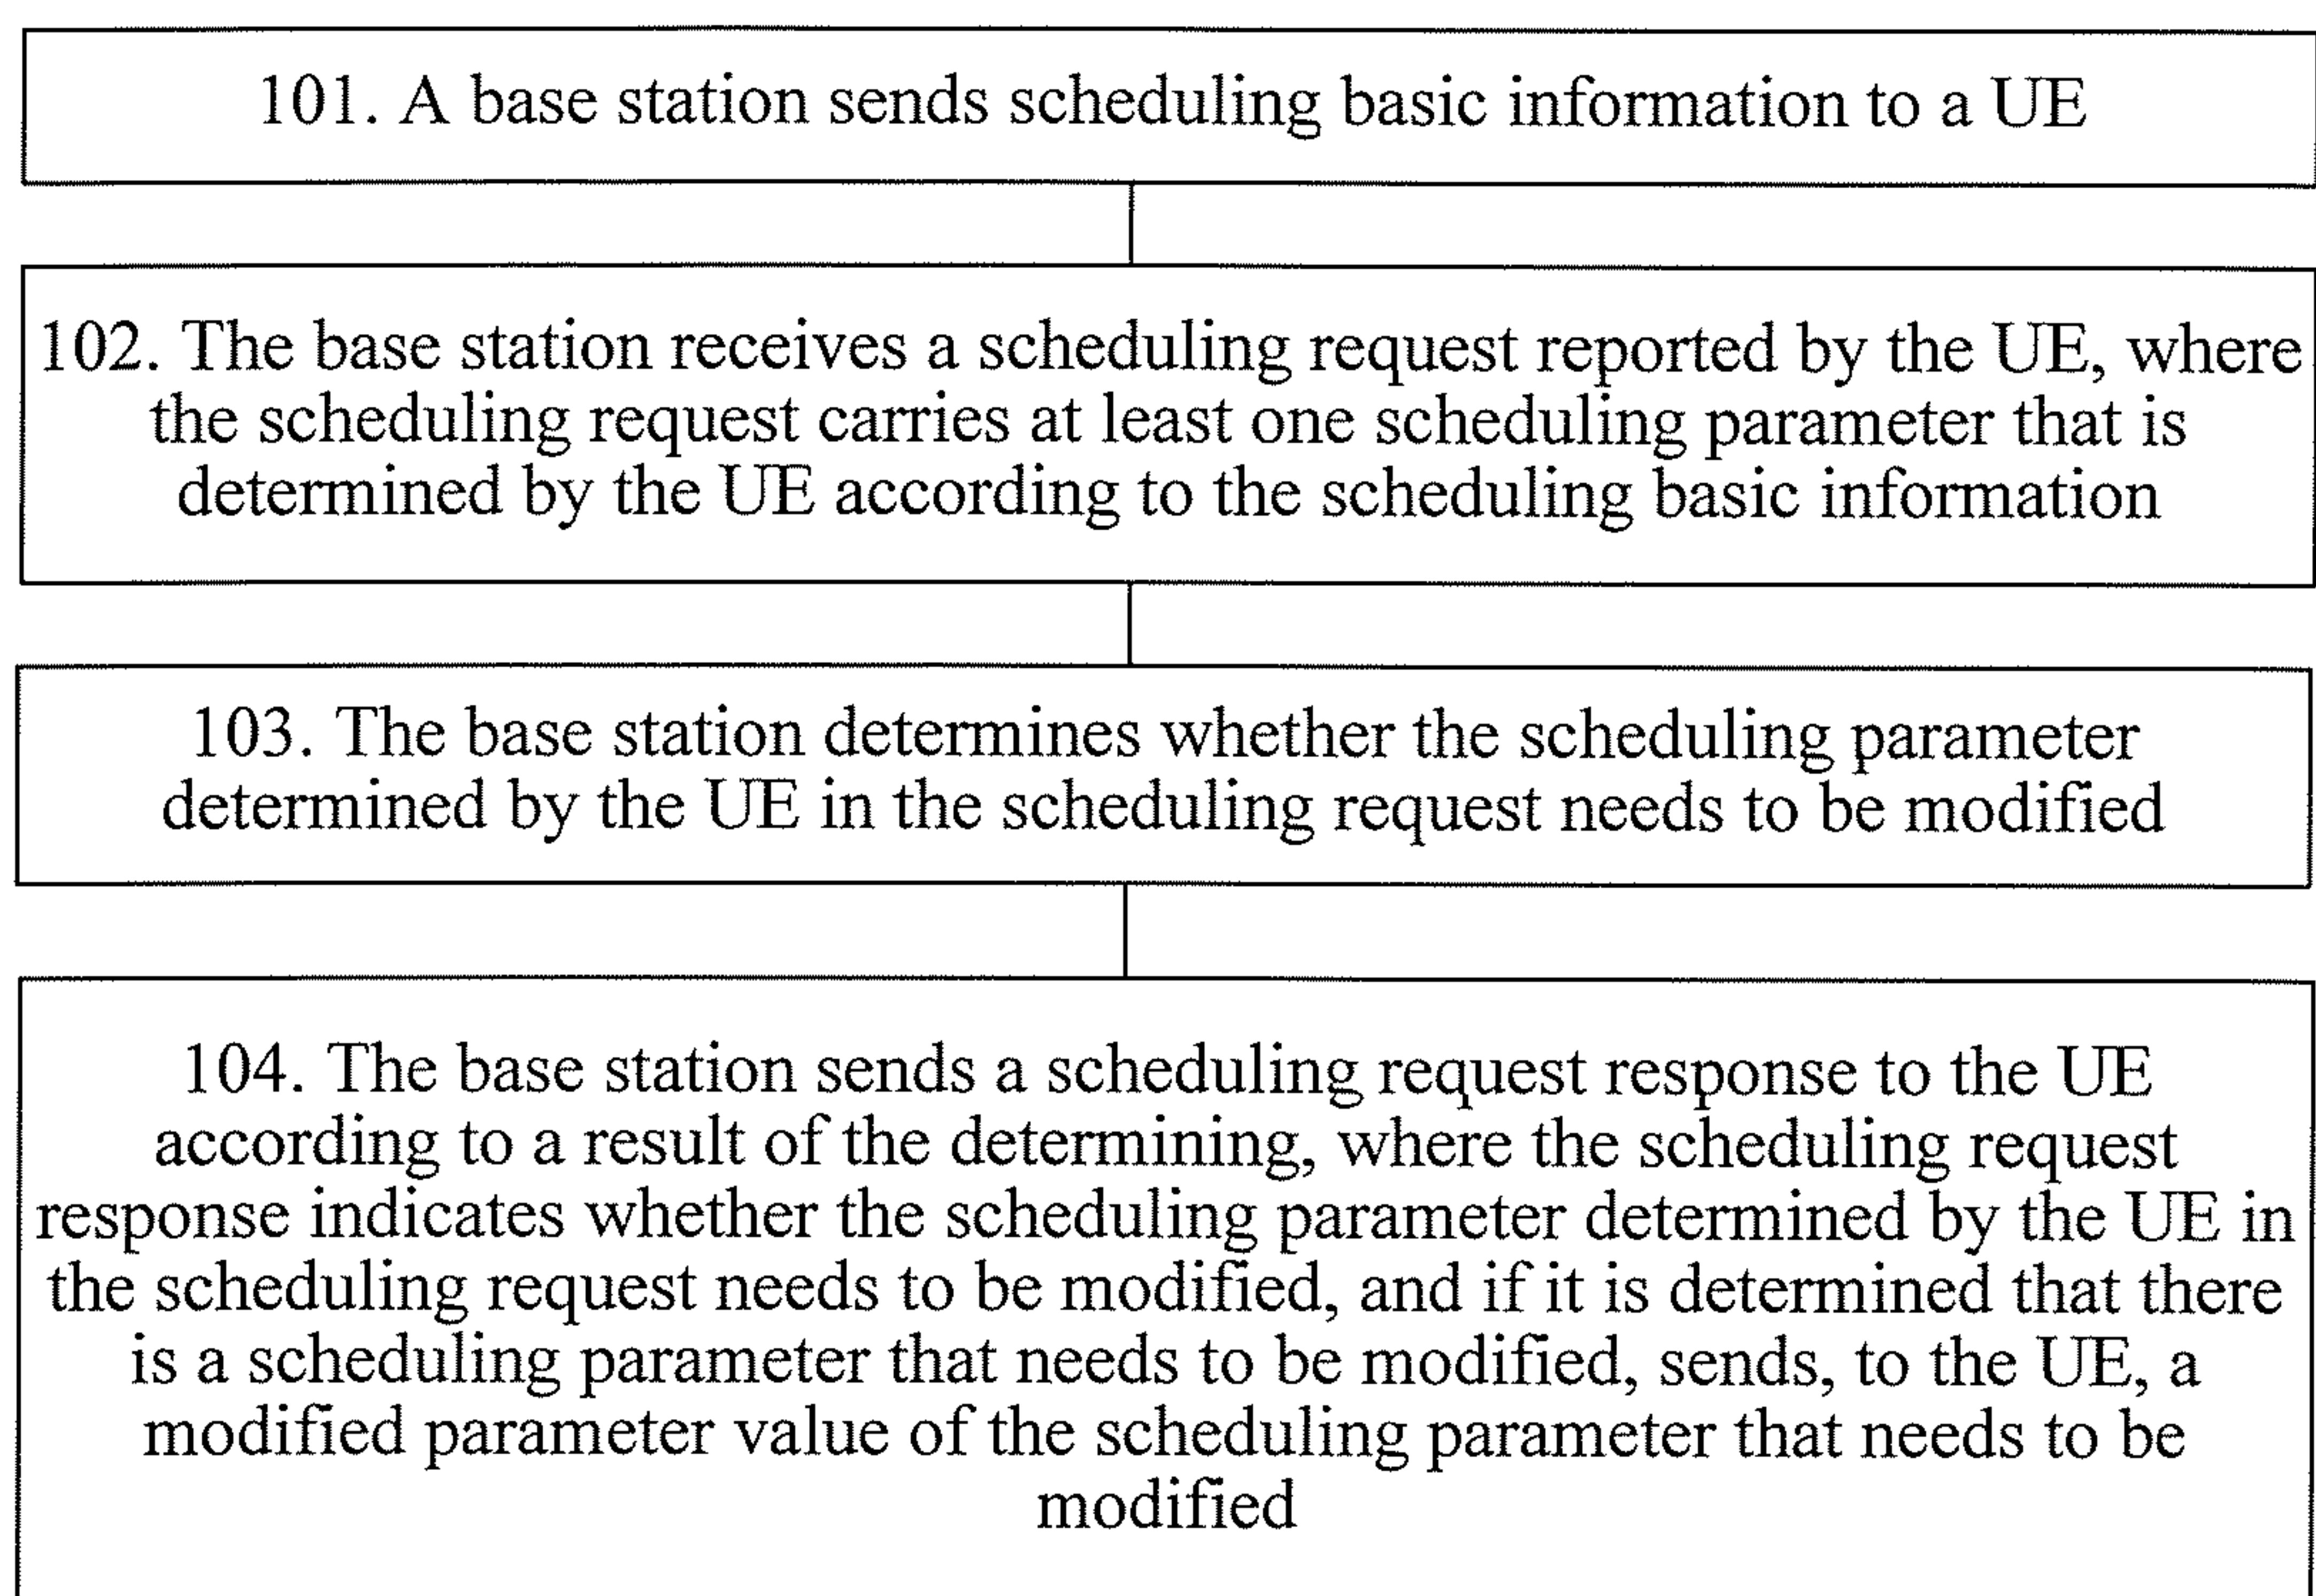 101. A base station sends scheduling basic information to a UE
102. The base station receives a scheduling request reported by the UE, where
the scheduling request carries at least one scheduling parameter that is
determined by the UE according to the scheduling basic information
103. The base station determines whether the scheduling parameter
determined by the UE in the scheduling request needs to be modified
104. The base station sends a scheduling request response to the UE
according to a result of the determining, where the scheduling request
response indicates whether the scheduling parameter determined by the UE in
the scheduling request needs to be modified, and if it is determined that there
is a scheduling parameter that needs to be modified, sends, to the UE, a
modified parameter value of the scheduling parameter that needs to be
modified